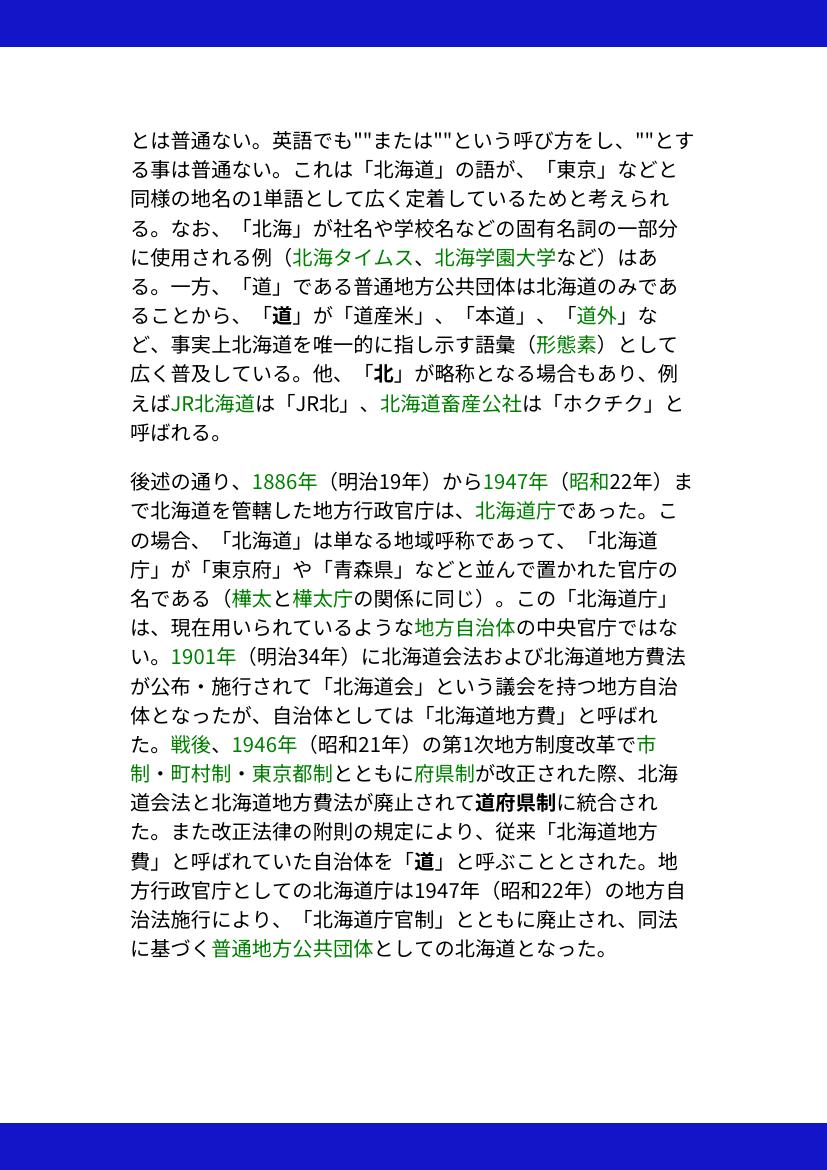 とは普通ない。英語でも""または""という呼び方をし、""とす
る事は普通ない。これは「北海道」の語が、「東京」などと
同様の地名の1単語として広く定着しているためと考えられ
る。なお、「北海」が社名や学校名などの固有名詞の一部分
に使用される例（北海タイムス、北海学園大学など）はあ
る。一方、「道」である普通地方公共団体は北海道のみであ
ることから、「道」が「道産米」、「本道」、「道外」な
ど、事実上北海道を唯一的に指し示す語彙（形態素）として
広く普及している。他、「北」が略称となる場合もあり、例
えばJR北海道は「JR北」、北海道畜産公社は「ホクチク」と
呼ばれる。
後述の通り、1886年（明治19年）から1947年（昭和22年）ま
で北海道を管轄した地方行政官庁は、北海道庁であった。こ
の場合、「北海道」は単なる地域呼称であって、「北海道
庁」が「東京府」や「青森県」などと並んで置かれた官庁の
名である（樺太と樺太庁の関係に同じ）。この「北海道庁」
は、現在用いられているような地方自治体の中央官庁ではな
い。1901年（明治34年）に北海道会法および北海道地方費法
が公布・施行されて「北海道会」という議会を持つ地方自治
体となったが、自治体としては「北海道地方費」と呼ばれ
た。戦後、1946年（昭和21年）の第1次地方制度改革で市
制・町村制・東京都制とともに府県制が改正された際、北海
道会法と北海道地方費法が廃止されて道府県制に統合され
た。また改正法律の附則の規定により、従来「北海道地方
費」と呼ばれていた自治体を「道」と呼ぶこととされた。地
方行政官庁としての北海道庁は1947年（昭和22年）の地方自
治法施行により、「北海道庁官制」とともに廃止され、同法
に基づく普通地方公共団体としての北海道となった。